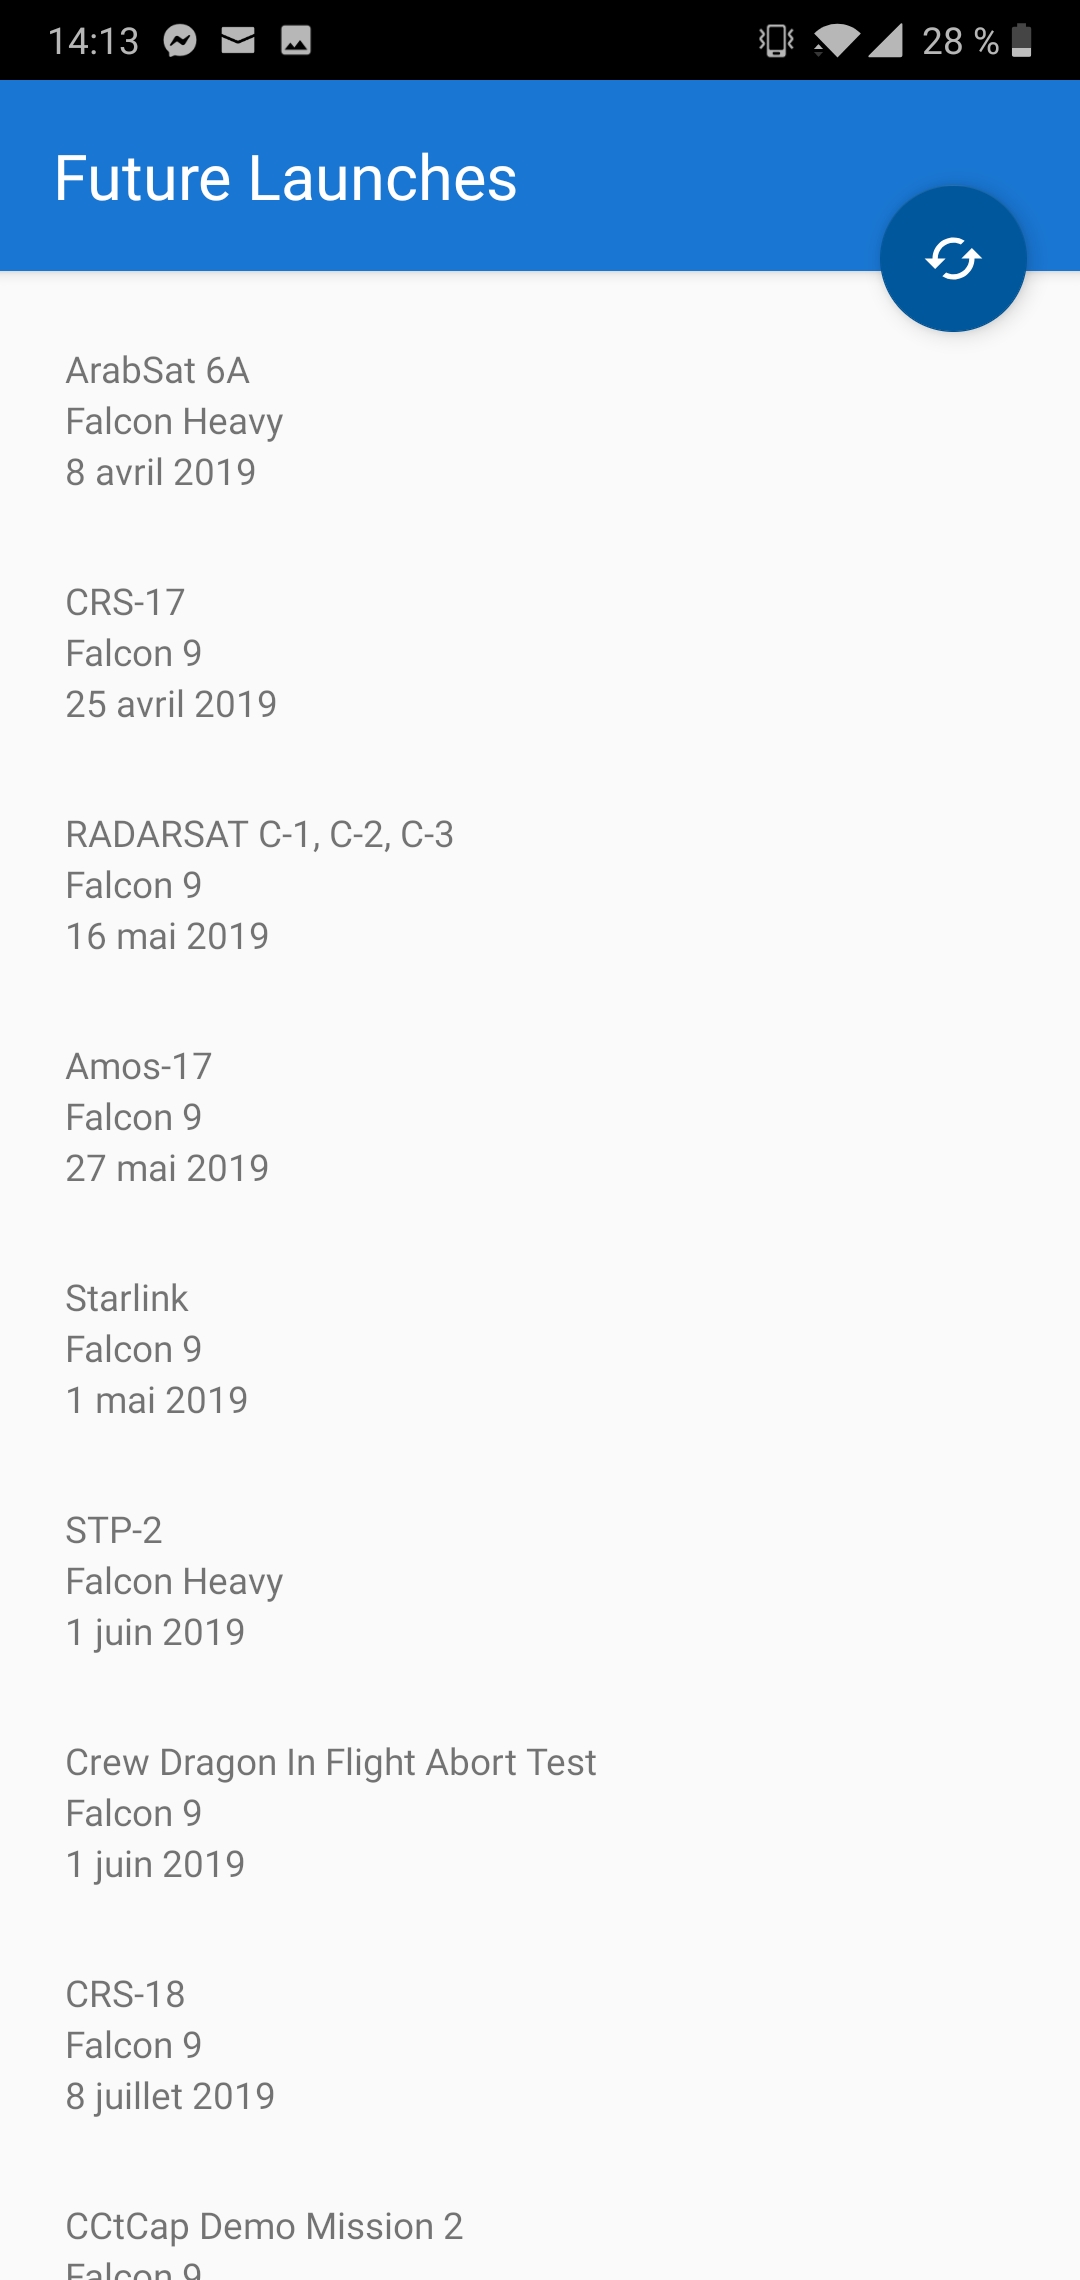 14:13
28 %
Future Launches
ArabSat 6A
Falcon Heavy
8 avril 2019
CRS-17
Falcon 9
25 avril 2019
RADARSAT C-1, C-2, C-3
Falcon 9
16 mai 2019
Amos-17
Falcon 9
27 mai 2019
Starlink
Falcon 9
1 mai 2019
STP-2
Falcon Heavy
1 juin 2019
Crew Dragon In Flight Abort Test
Falcon 9
1 juin 2019
CRS-18
Falcon 9
8 juillet 2019
CCtCap Demo Mission 2
Falcon 9